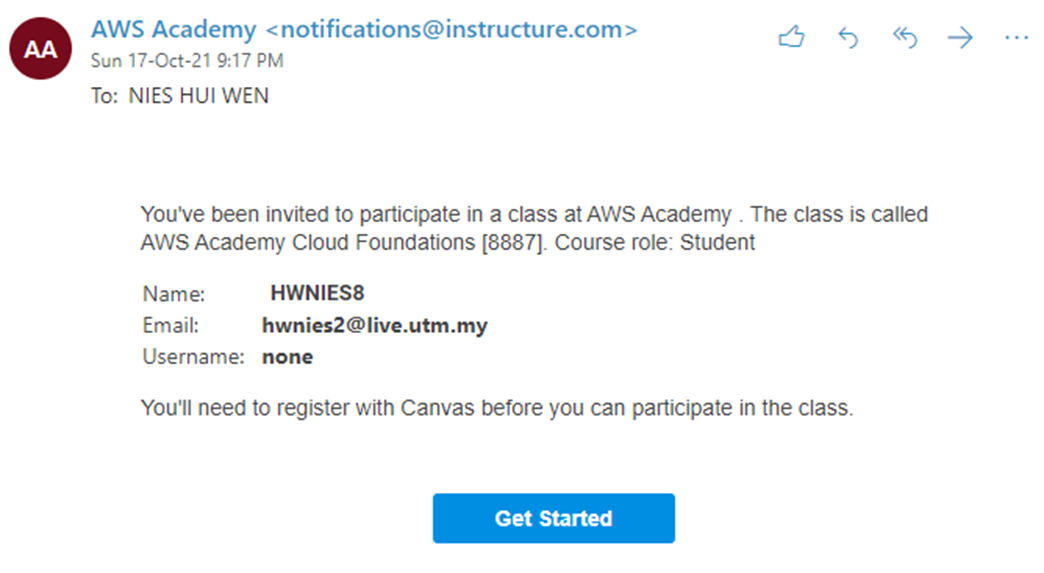 AA
AWS Academy <notifications@instructure.com>
Sun 17-Oct-21 9:17 PM
To: NIES HUI WEN
You've been invited to participate in a class at AWS Academy . The class is called
AWS Academy Cloud Foundations [8887]. Course role: Student
Name: HWNIES8
Email: hwnies2@live.utm.my
Username: none
You'll need to register with Canvas before you can participate in the class.
Get Started